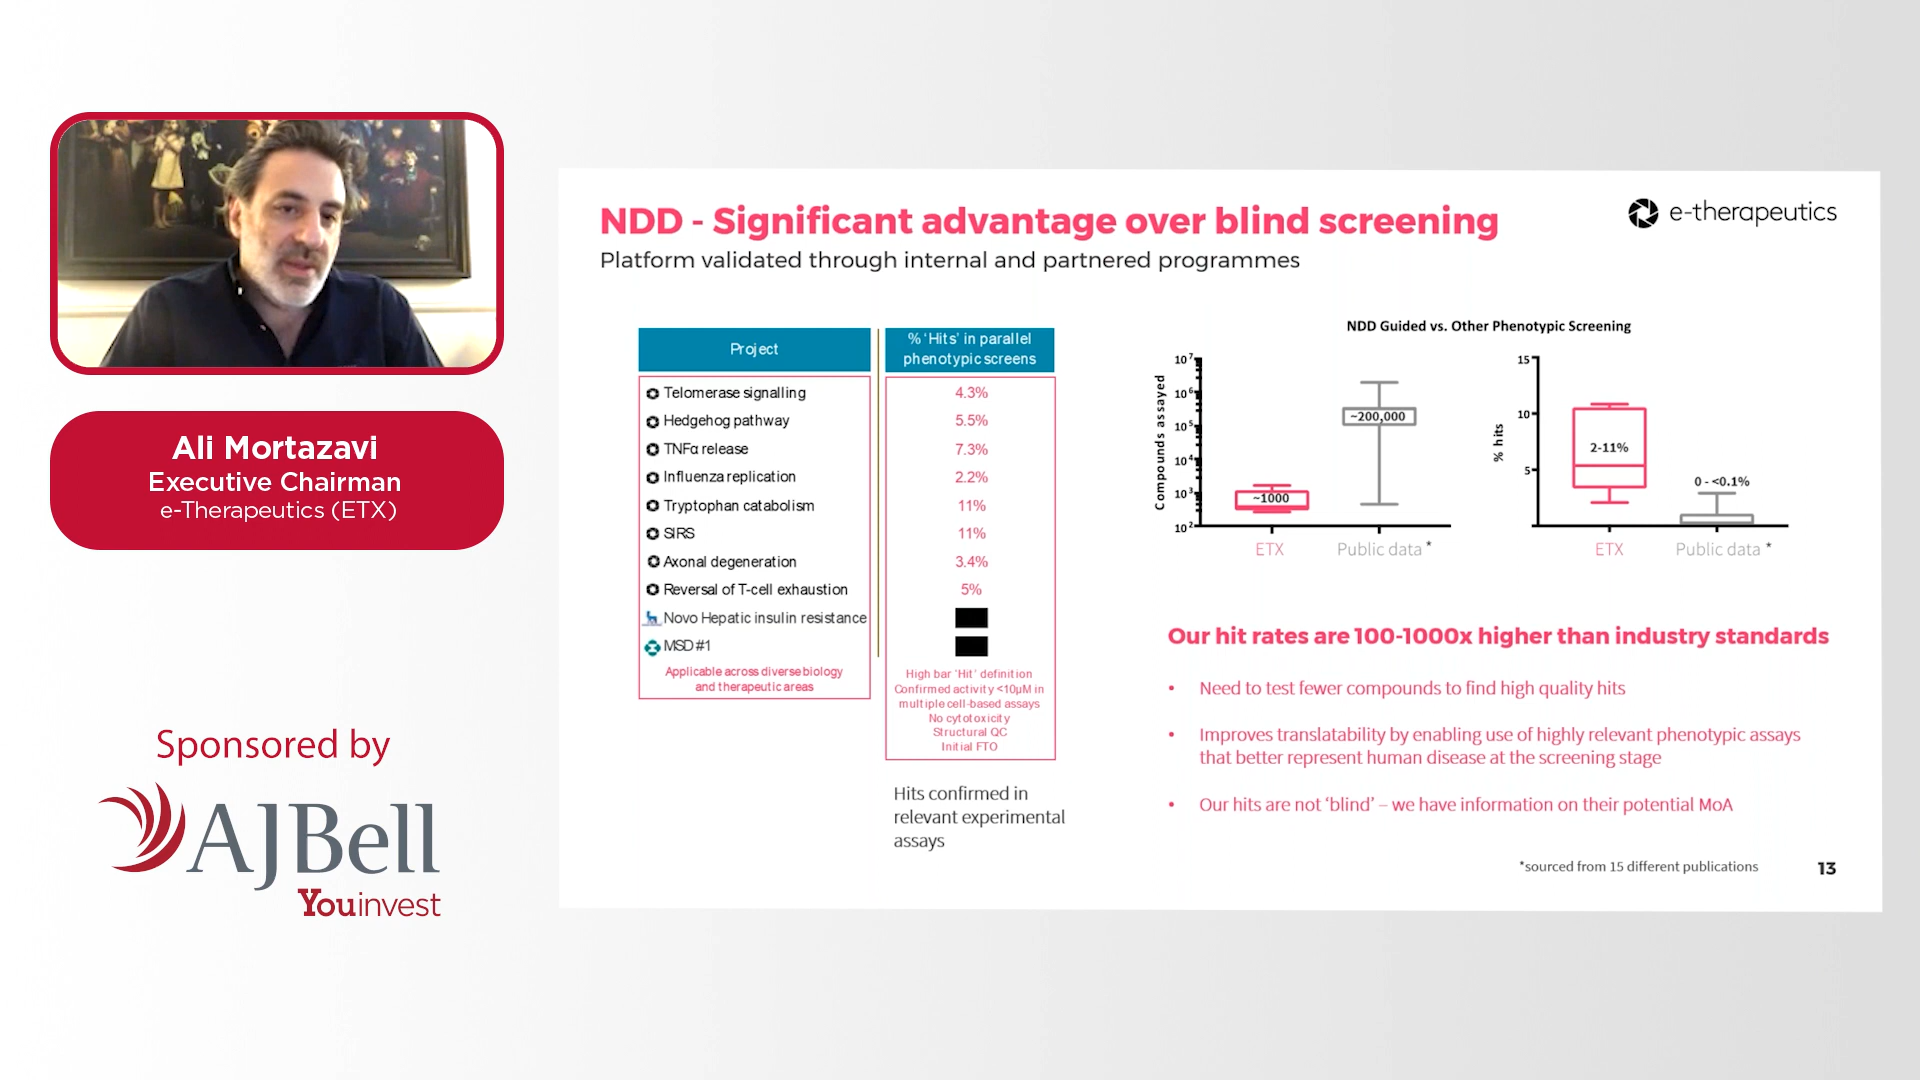 Ali Mortazavi
Executive Chairman
e-Therapeutics (ETX)
Sponsored by
AJBell
Youinvest
NDD - Significant advantage over blind screening
Platform validated through internal and partnered programmes
e-therapeutics
Project
% 'Hits' in parallel
phenotypic screens
Telomerase signalling 4.3%
Hedgehog pathway 5.5%
TNFα release 7.3%
Influenza replication 2.2%
Tryptophan catabolism 11%
SIRS 11%
Axonal degeneration 3.4%
Reversal of T-cell exhaustion 5%
Novo Hepatic insulin resistance
MSD #1
Applicable across diverse biology
and therapeutic areas
High bar 'Hit' definition
Confirmed activity <10µM in
multiple cell-based assays
No cytotoxicity
Structural QC
Initial FTO
Hits confirmed in
relevant experimental
assays
NDD Guided vs. Other Phenotypic Screening
Compounds assayed
10⁷
10⁶
10⁵
10⁴
10³
10²
~1000
~200,000
ETX
Public data *
% hits
15
10
5
2-11%
0 - <0.1%
ETX
Public data *
Our hit rates are 100-1000x higher than industry standards
• Need to test fewer compounds to find high quality hits
• Improves translatability by enabling use of highly relevant phenotypic assays
that better represent human disease at the screening stage
• Our hits are not ‘blind’ – we have information on their potential MoA
*sourced from 15 different publications
13